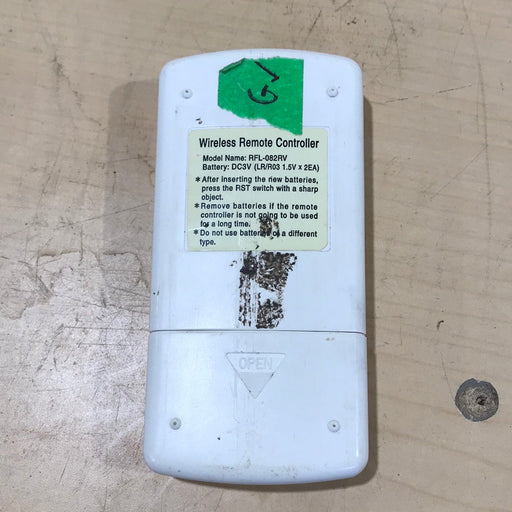 Wireless Remote Controller
Model Name: RFL-082RV
Battery: DC3V (LR/R03 1.5V x 2EA)
*After inserting the new batteries,
press the RST switch with a sharp
object.
*Remove batteries if the remote
controller is not going to be used
for a long time.
*Do not use batteries of a different
type.
OPEN